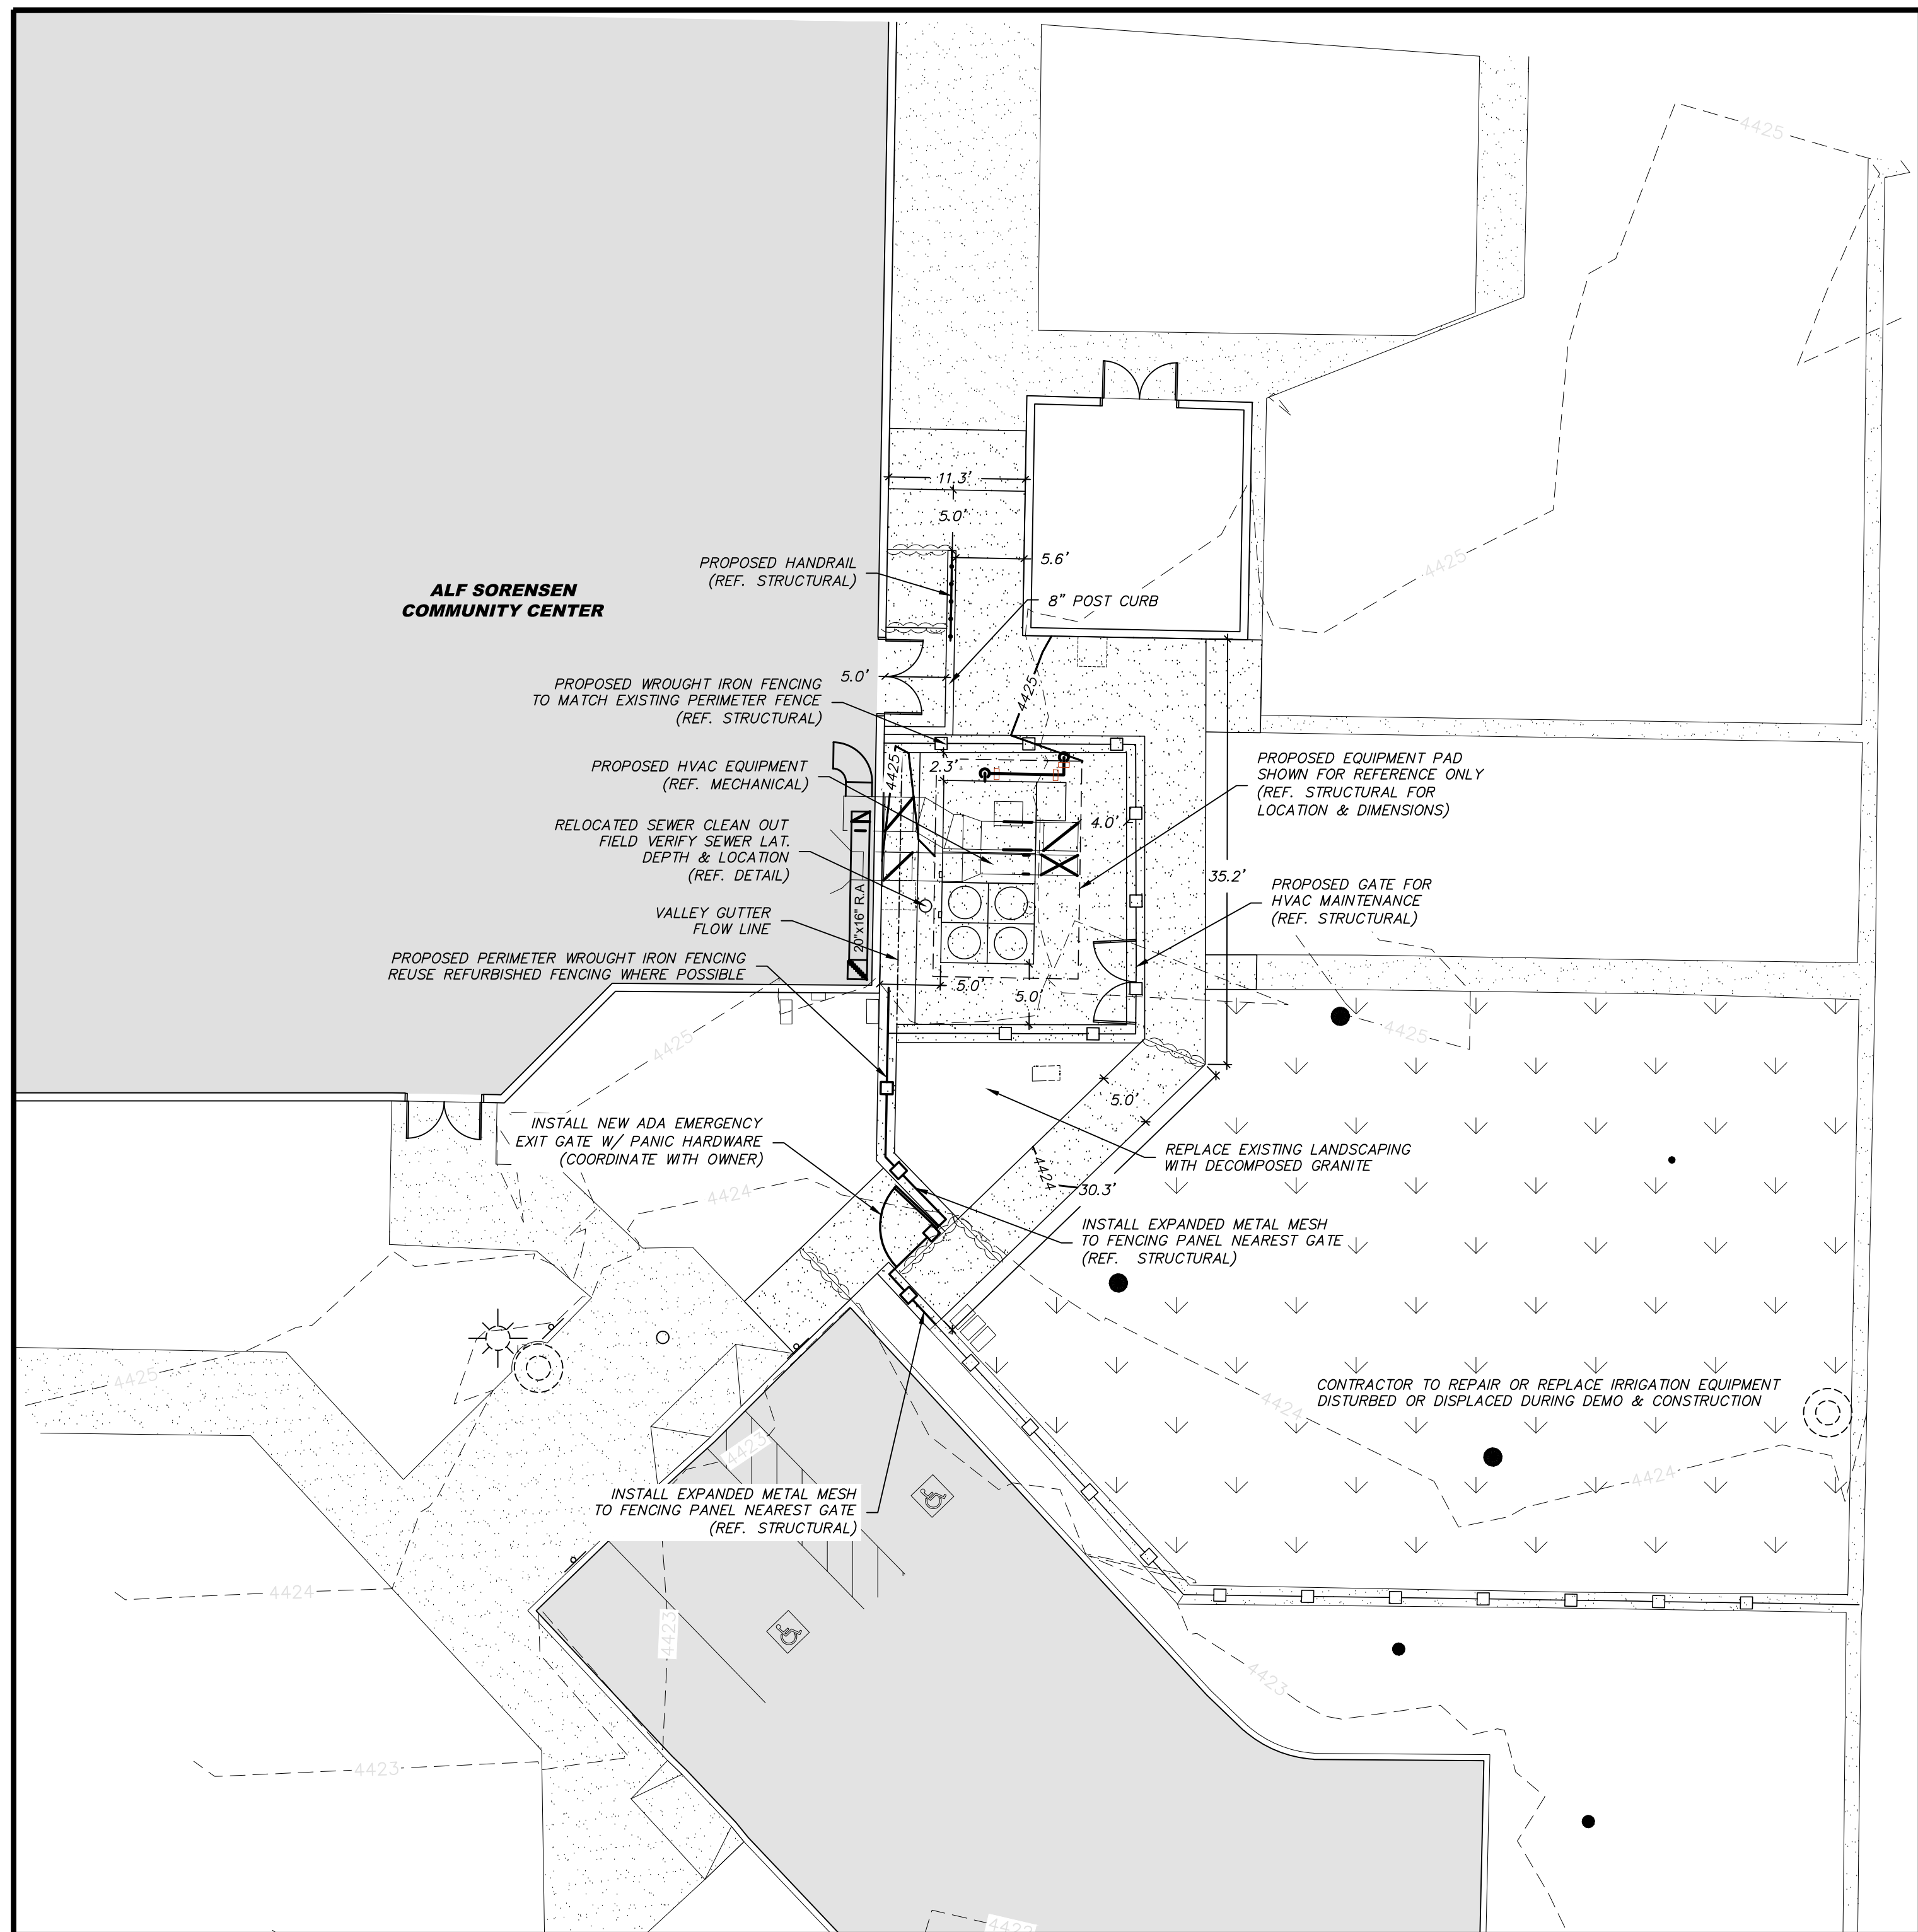 4425
11.3'
5.0'
5.6'
PROPOSED HANDRAIL
(REF. STRUCTURAL)
4425
ALF SORENSEN
COMMUNITY CENTER
8" POST CURB
5.0'
PROPOSED WROUGHT IRON FENCING
TO MATCH EXISTING PERIMETER FENCE
(REF. STRUCTURAL)
4425
PROPOSED HVAC EQUIPMENT
(REF. MECHANICAL)
4425
2.3'
PROPOSED EQUIPMENT PAD
SHOWN FOR REFERENCE ONLY
(REF. STRUCTURAL FOR
LOCATION & DIMENSIONS)
RELOCATED SEWER CLEAN OUT
FIELD VERIFY SEWER LAT.
DEPTH & LOCATION
(REF. DETAIL)
4.0'
35.2'
PROPOSED GATE FOR
HVAC MAINTENANCE
(REF. STRUCTURAL)
VALLEY GUTTER
FLOW LINE
20"x16" R.A
PROPOSED PERIMETER WROUGHT IRON FENCING
REUSE REFURBISHED FENCING WHERE POSSIBLE
5.0'
5.0'
4425
4425
5.0'
INSTALL NEW ADA EMERGENCY
EXIT GATE W/ PANIC HARDWARE
(COORDINATE WITH OWNER)
REPLACE EXISTING LANDSCAPING
WITH DECOMPOSED GRANITE
4424
4424
30.3'
INSTALL EXPANDED METAL MESH
TO FENCING PANEL NEAREST GATE
(REF. STRUCTURAL)
4425
CONTRACTOR TO REPAIR OR REPLACE IRRIGATION EQUIPMENT
DISTURBED OR DISPLACED DURING DEMO & CONSTRUCTION
4424
4423
4424
INSTALL EXPANDED METAL MESH
TO FENCING PANEL NEAREST GATE
(REF. STRUCTURAL)
4424
4423
4423
4423
4422